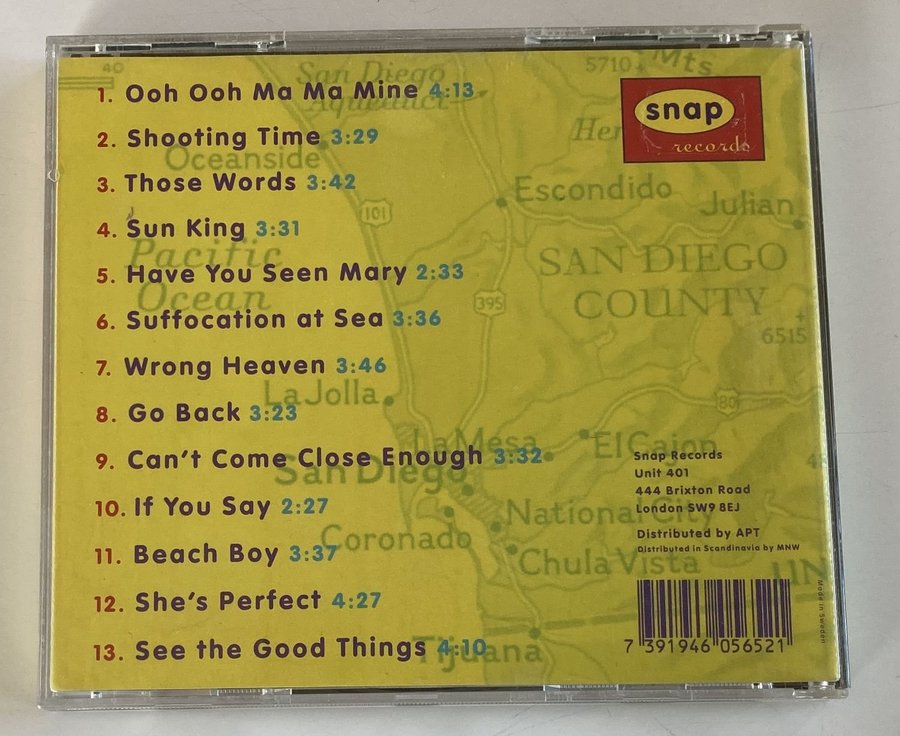 40
San Diego
Aqueduct
5710
Mts
1. Ooh Ooh Ma Ma Mine 4:13
snap
records
2. Shooting Time 3:29
Oceanside
3. Those Words 3:42
Escondido
Julian
101
4. Sun King 3:31
Pacific
Ocean
SAN DIEGO
COUNTY
5. Have You Seen Mary 2:33
395
6. Suffocation at Sea 3:36
6515
7. Wrong Heaven 3:46
La Jolla
80
8. Go Back 3:23
La Mesa
El Cajon
9. Can't Come Close Enough 3:32
San Diego
Snap Records
Unit 401
444 Brixton Road
London SW9 8EJ
10. If You Say 2:27
National City
Coronado
Distributed by APT
Distributed in Scandinavia by MNW
11. Beach Boy 3:37
Chula Vista
12. She's Perfect 4:27
Made in Sweden
13. See the Good Things 4:10
Tijuana
7 391946 056521